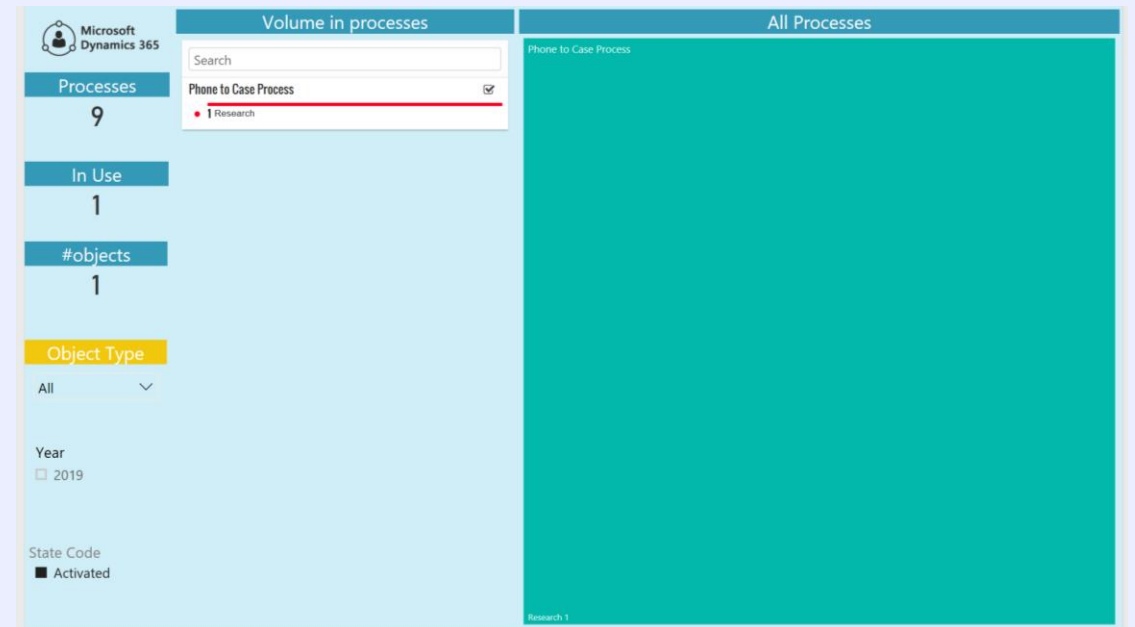 Microsoft
Dynamics 365
Processes
9
In Use
1
#objects
1
Object Type
All
Year
2019
State Code
Activated
Volume in processes
Search
Phone to Case Process
1 Research
All Processes
Phone to Case Process
Research 1